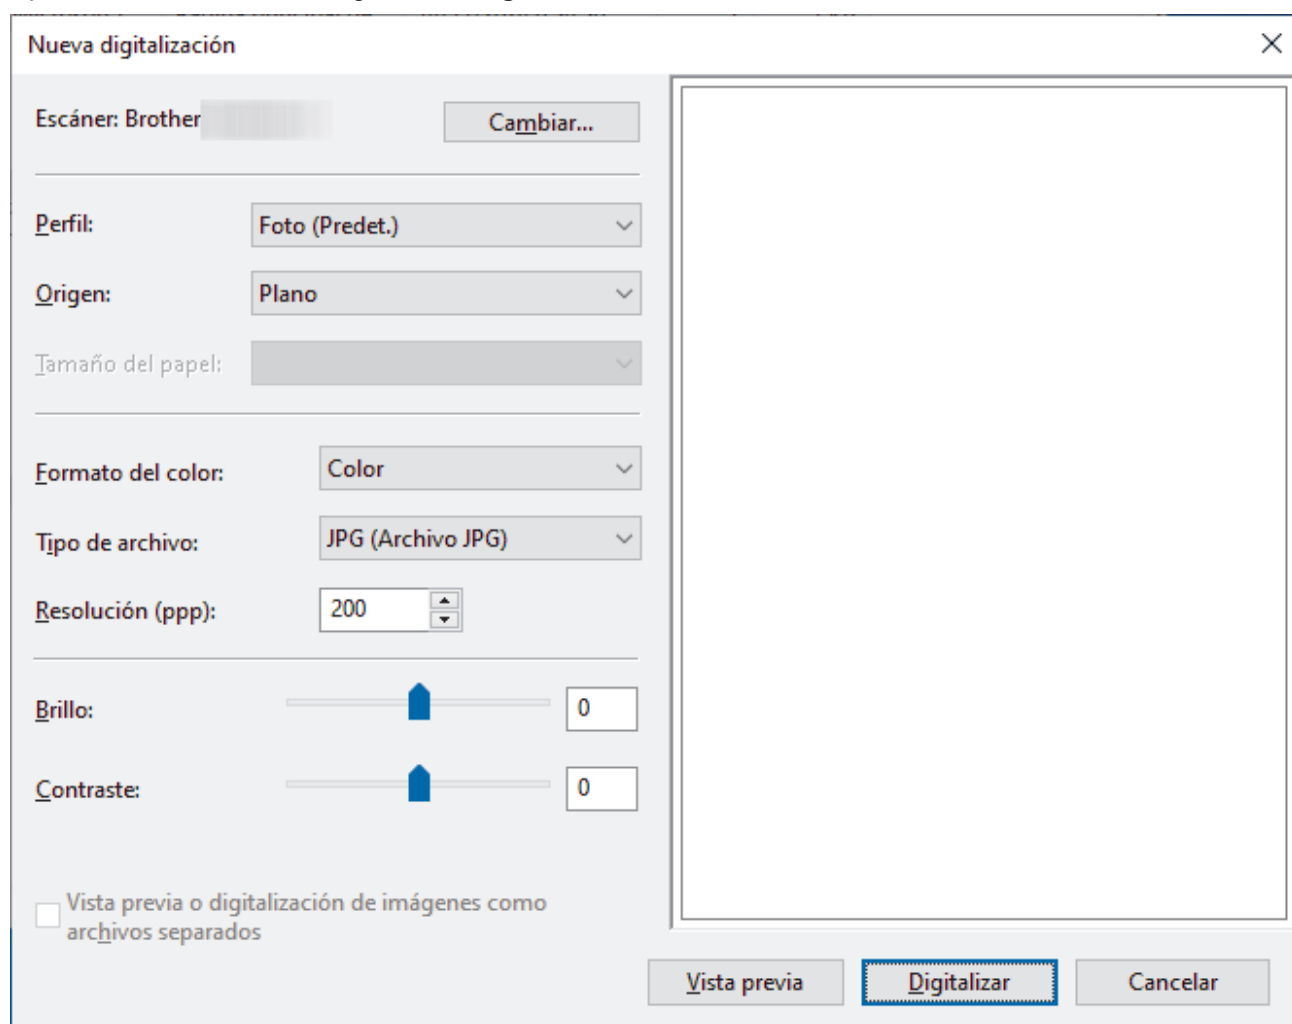 Nueva digitalización
Escáner: Brother
Cambiar...
Perfil: Foto (Predet.)
Origen: Plano
Tamaño del papel:
Formato del color: Color
Tipo de archivo: JPG (Archivo JPG)
Resolución (ppp): 200
Brillo: 0
Contraste: 0
Vista previa o digitalización de imágenes como
archivos separados
Vista previa Digitalizar Cancelar